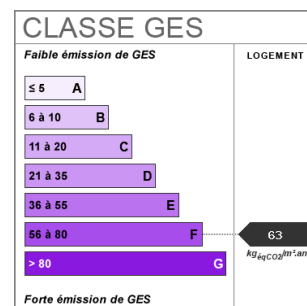 CLASSE GES
Faible émission de GES
LOGEMENT
≤ 5 A
6 à 10 B
11 à 20 C
21 à 35 D
36 à 55 E
56 à 80 F
63
kgéqCO2/m².an
> 80 G
Forte émission de GES